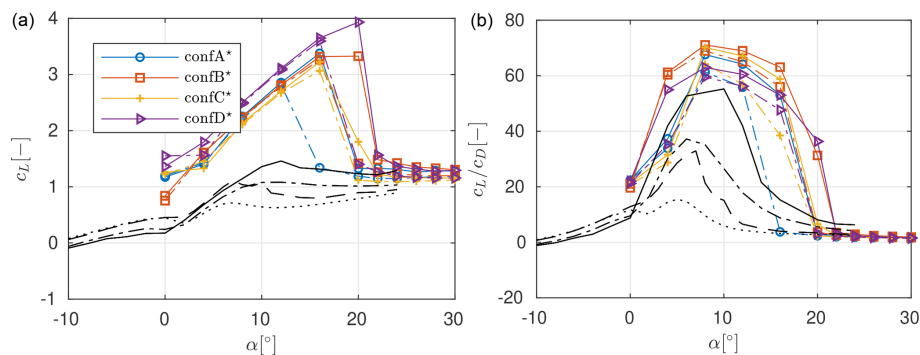 (a)
4
3
2
1
0
-1
c_L[−]
confA*
confB*
confC*
confD*
-10 0 10 20 30
α[°]
(b)
80
60
40
20
0
-20
c_L/c_D[−]
-10 0 10 20 30
α[°]